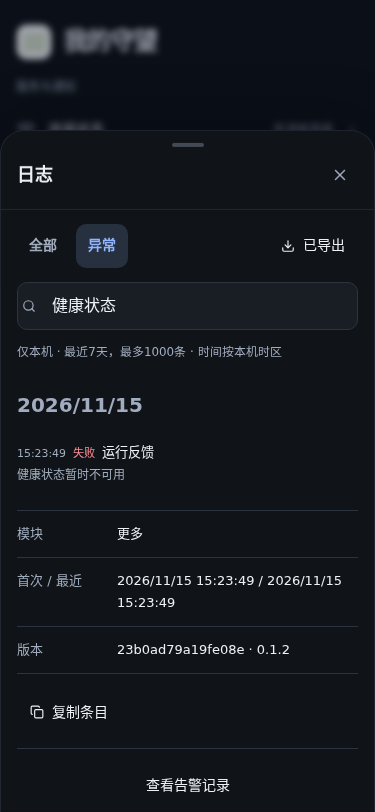 我的守望
日志
全部
异常
已导出
健康状态
仅本机 · 最近7天，最多1000条 · 时间按本机时区
2026/11/15
15:23:49 失败 运行反馈
健康状态暂时不可用
模块 更多
首次 / 最近 2026/11/15 15:23:49 / 2026/11/15
15:23:49
版本 23b0ad79a19fe08e · 0.1.2
复制条目
查看告警记录